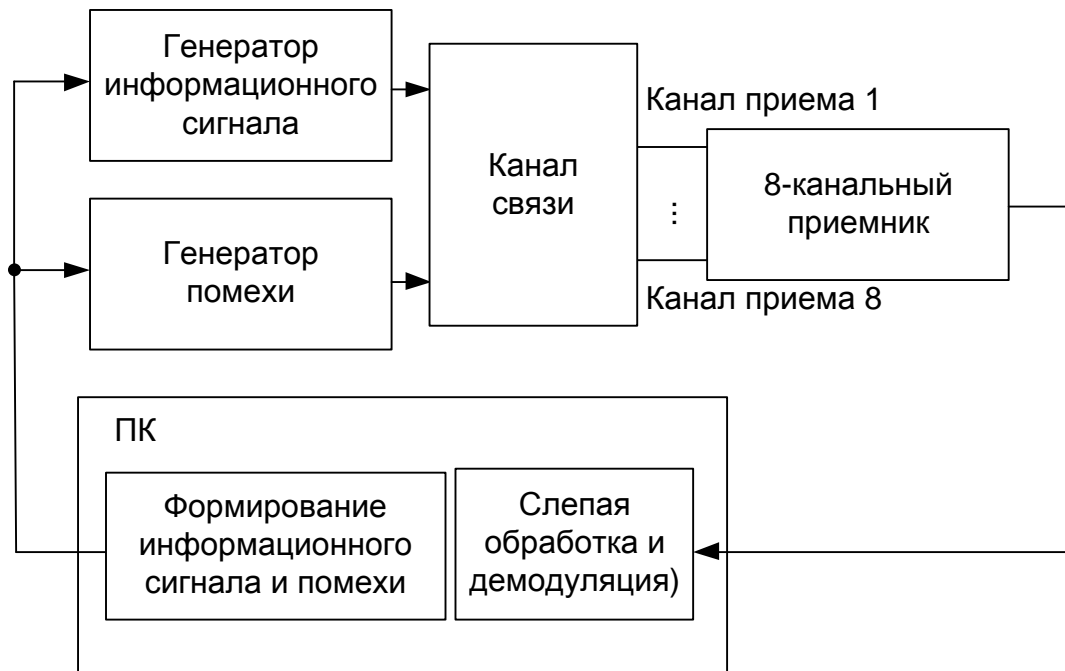 Генератор
информационного
сигнала
Генератор
помехи
Канал
связи
Канал приема 1
...
Канал приема 8
8-канальный
приемник
ПК
Формирование
информационного
сигнала и помехи
Слепая
обработка и
демодуляция)